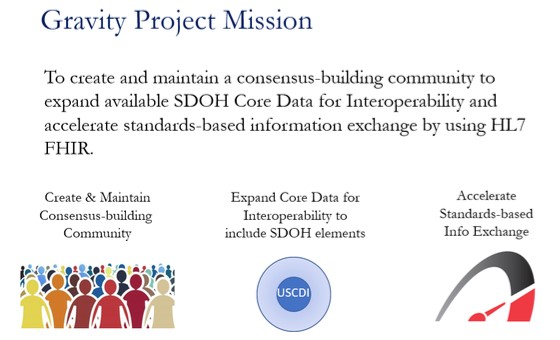 Gravity Project Mission
To create and maintain a consensus-building community to
expand available SDOH Core Data for Interoperability and
accelerate standards-based information exchange by using HL7
FHIR.
Create & Maintain
Consensus-building
Community
Expand Core Data for
Interoperability to
include SDOH elements
Accelerate
Standards-based
Info Exchange
USCDI